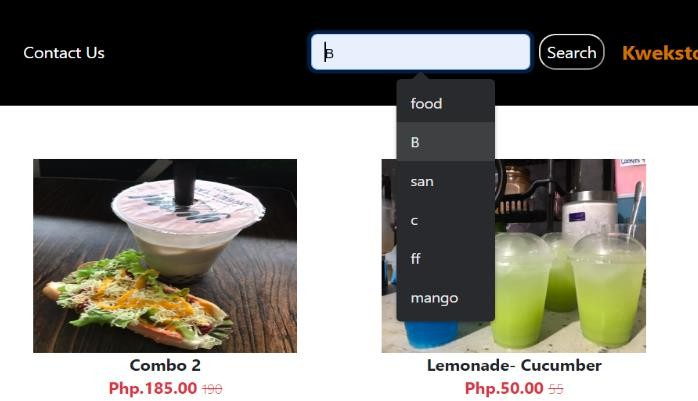 Contact Us
B
Search
Kweksto
food
B
san
c
ff
mango
Combo 2
Php.185.00 190
Lemonade- Cucumber
Php.50.00 55